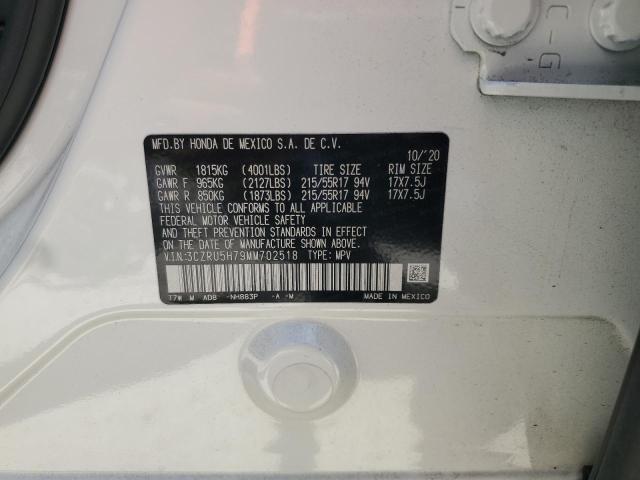 C-G
MFD.BY HONDA DE MEXICO S.A. DE C.V.
10/'20
GVWR 1815KG (4001LBS) TIRE SIZE RIM SIZE
GAWR F 965KG (2127LBS) 215/55R17 94V 17X7.5J
GAWR R 850KG (1873LBS) 215/55R17 94V 17X7.5J
THIS VEHICLE CONFORMS TO ALL APPLICABLE
FEDERAL MOTOR VEHICLE SAFETY
AND THEFT PREVENTION STANDARDS IN EFFECT
ON THE DATE OF MANUFACTURE SHOWN ABOVE.
V.I.N:3CZRU5H79MM702518 TYPE: MPV
T7W M AD8 -NH883P -A -M
MADE IN MEXICO